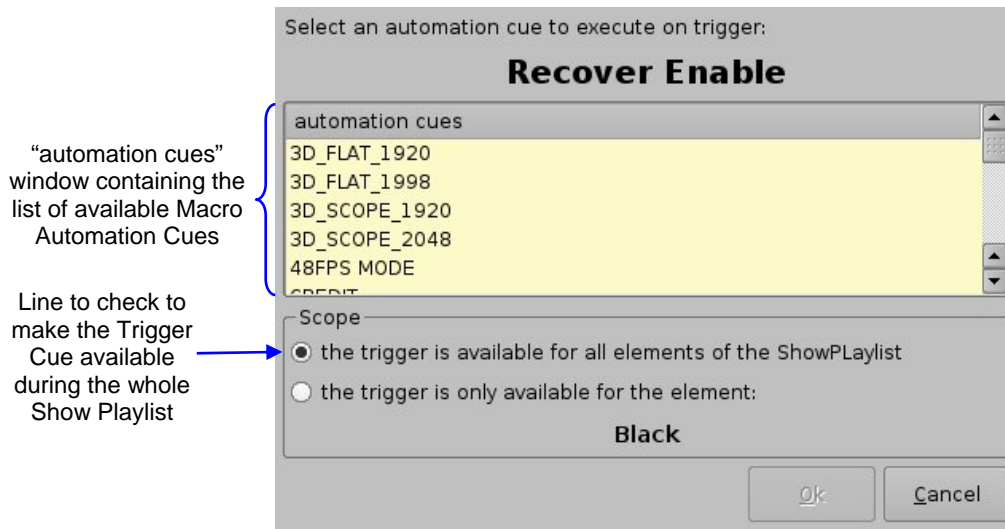 Select an automation cue to execute on trigger:
Recover Enable
automation cues
3D_FLAT_1920
3D_FLAT_1998
3D_SCOPE_1920
3D_SCOPE_2048
48FPS MODE
CREDIT
“automation cues”
window containing the
list of available Macro
Automation Cues
Scope
the trigger is available for all elements of the ShowPLaylist
the trigger is only available for the element:
Black
Line to check to
make the Trigger
Cue available
during the whole
Show Playlist
Ok
Cancel